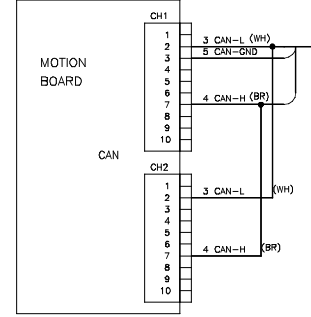 CH1
1
2
3
4
5
6
7
8
9
10
3 CAN-L (WH)
5 CAN-GND
4 CAN-H (BR)
MOTION
BOARD
CAN
CH2
1
2
3
4
5
6
7
8
9
10
3 CAN-L
(WH)
4 CAN-H
(BR)